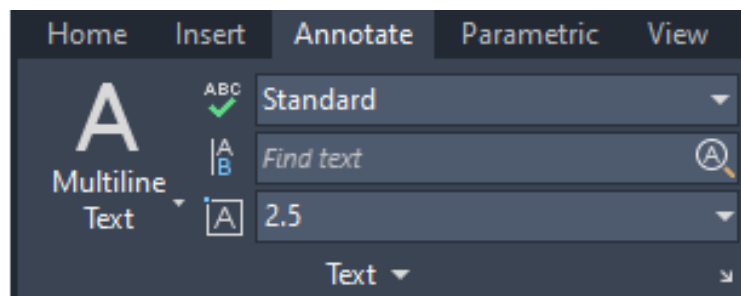 Home Insert Annotate Parametric View
A
Multiline
Text
ABC
Standard
A
B
Find text
A
A
2.5
Text